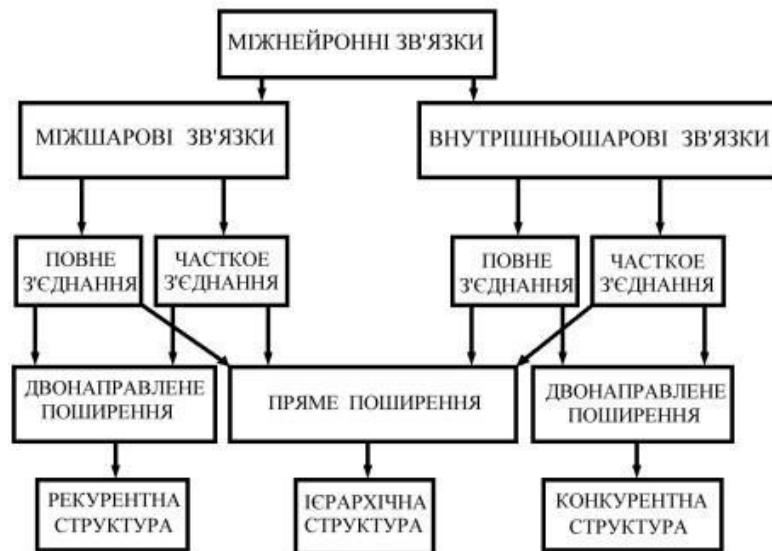 МІЖНЕЙРОННІ ЗВ'ЯЗКИ
МІЖШАРОВІ ЗВ'ЯЗКИ
ВНУТРІШНЬОШАРОВІ ЗВ'ЯЗКИ
ПОВНЕ
З'ЄДНАННЯ
ЧАСТКОЕ
З'ЄДНАННЯ
ПОВНЕ
З'ЄДНАННЯ
ЧАСТКОЕ
З'ЄДНАННЯ
ДВОНАПРАВЛЕНЕ
ПОШИРЕННЯ
ПРЯМЕ ПОШИРЕННЯ
ДВОНАПРАВЛЕНЕ
ПОШИРЕННЯ
РЕКУРЕНТНА
СТРУКТУРА
ІЄРАРХІЧНА
СТРУКТУРА
КОНКУРЕНТНА
СТРУКТУРА